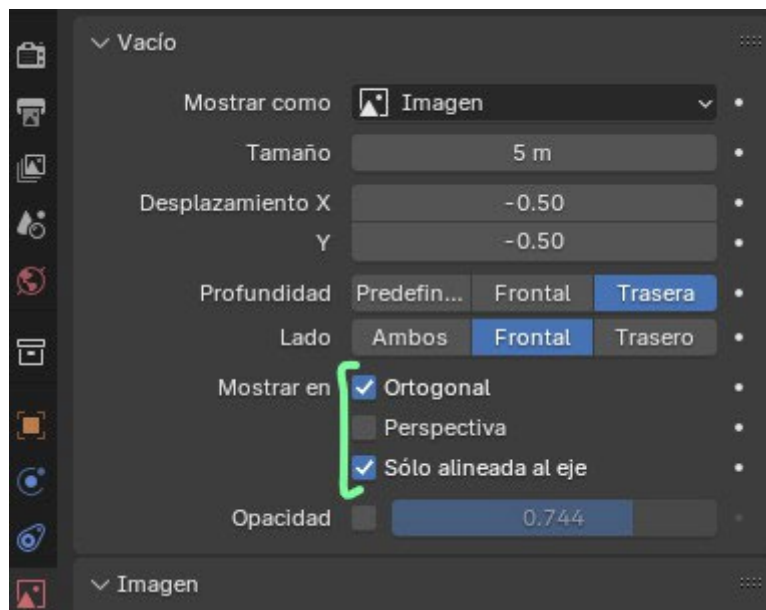 Vacío
Mostrar como Imagen
Tamaño 5 m
Desplazamiento X -0.50
Y -0.50
Profundidad Predefin... Frontal Trasera
Lado Ambos Frontal Trasero
Mostrar en Ortogonal
Perspectiva
Sólo alineada al eje
Opacidad 0.744
Imagen